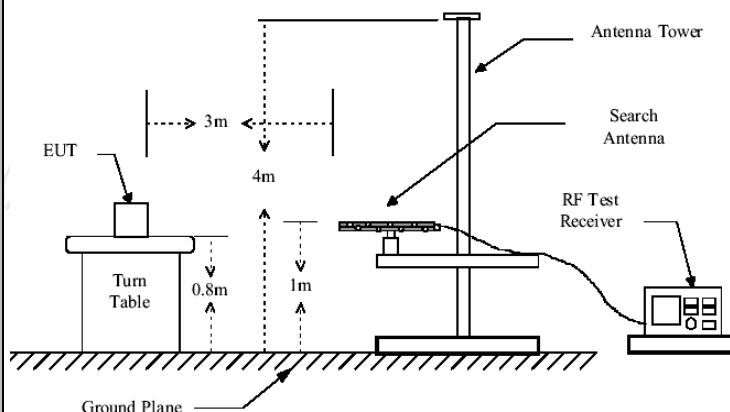 Antenna Tower
3m
Search
Antenna
EUT
4m
RF Test
Receiver
Turn
Table
0.8m
1m
Ground Plane